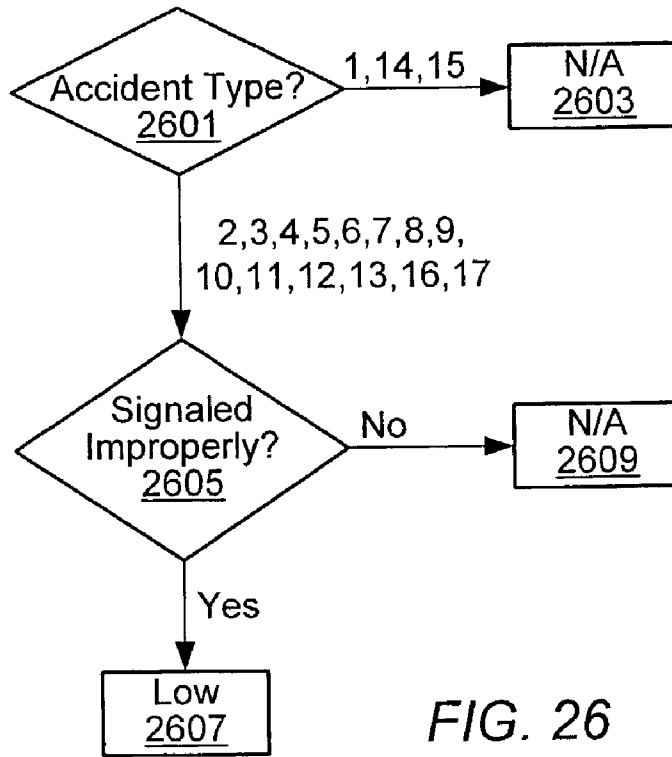 Accident Type?
2601
1,14,15
N/A
2603
2,3,4,5,6,7,8,9,
10,11,12,13,16,17
Signaled
Improperly?
2605
No
N/A
2609
Yes
Low
2607
FIG. 26